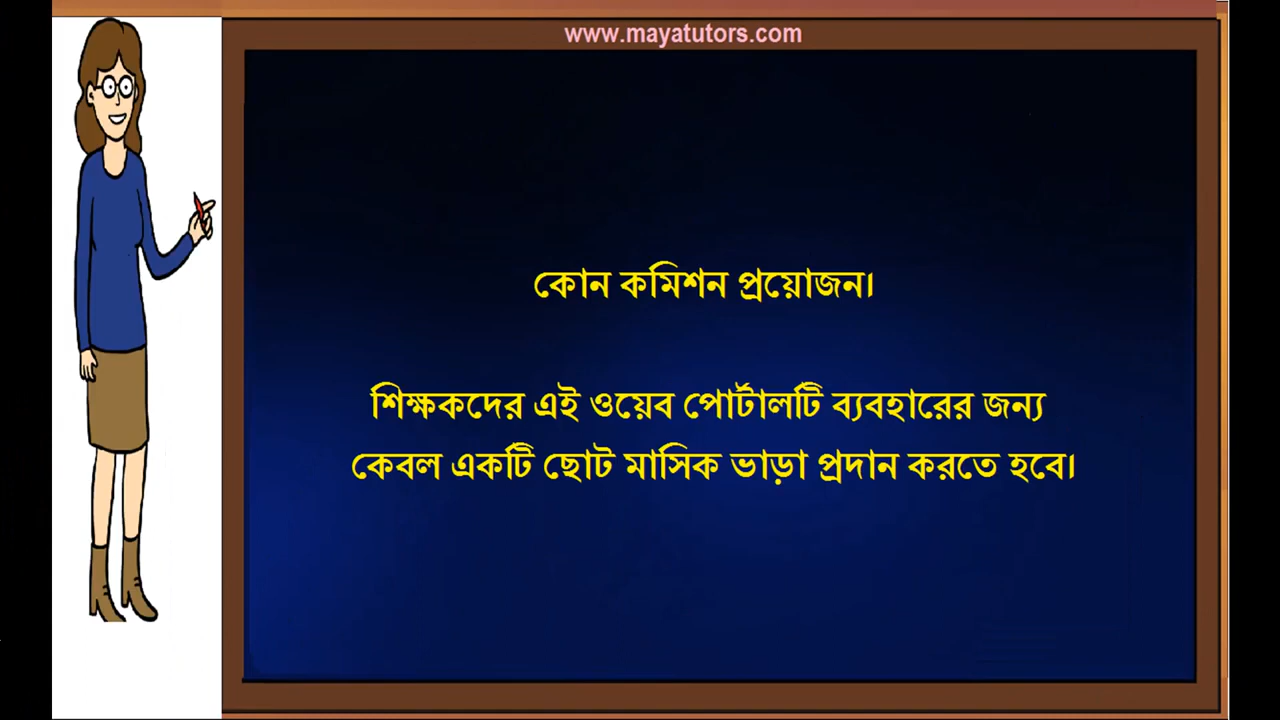 www.mayatutors.com
কোন কমিশন প্রয়োজন।
শিক্ষকদের এই ওয়েব পোর্টালটি ব্যবহারের জন্য
কেবল একটি ছোট মাসিক ভাড়া প্রদান করতে হবে।